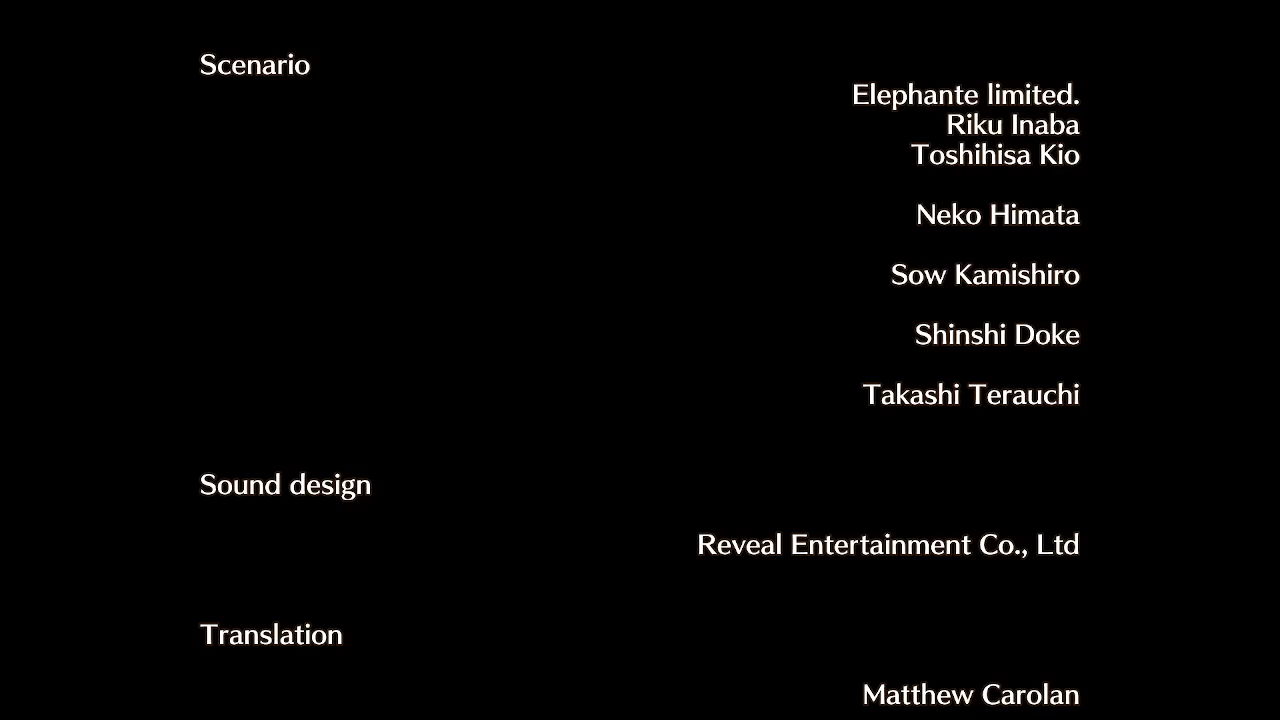 Scenario
Elephante limited.
Riku Inaba
Toshihisa Kio
Neko Himata
Sow Kamishiro
Shinshi Doke
Takashi Terauchi
Sound design
Reveal Entertainment Co., Ltd
Translation
Matthew Carolan